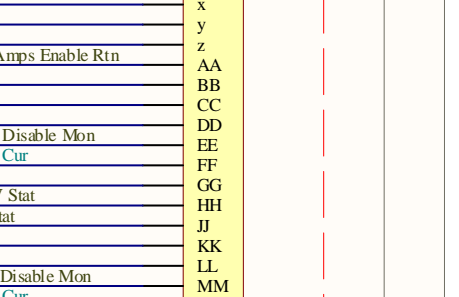 x
y
z
Amps Enable Rtn
AA
BB
CC
DD
Disable Mon
EE
Cur
FF
GG
Stat
HH
JJ
KK
LL
Disable Mon
MM
Cur